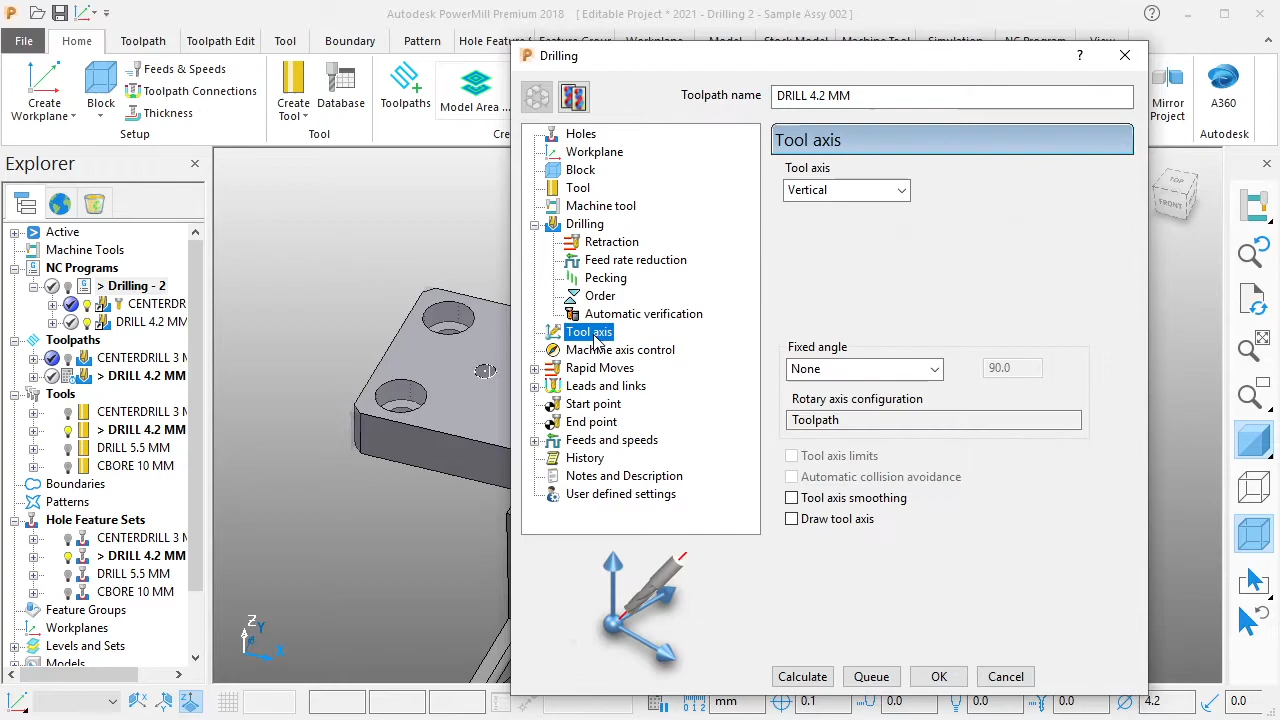 Autodesk PowerMill Premium 2018 [ Editable Project * 2021 - Drilling 2 - Sample Assy 002 ]
File Home Toolpath Toolpath Edit Tool Boundary Pattern
Feeds & Speeds
Toolpath Connections
Thickness
Create Workplane
Block
Create Tool
Database
Toolpaths
Model Area ...
Mirror Project
A360
Setup Tool Autodesk
Explorer
Active
Machine Tools
NC Programs
> Drilling - 2
CENTERDR
DRILL 4.2 MM
Toolpaths
CENTERDRILL 3 M
> DRILL 4.2 MM
Tools
CENTERDRILL 3 M
> DRILL 4.2 MM
DRILL 5.5 MM
CBORE 10 MM
Boundaries
Patterns
Hole Feature Sets
CENTERDRILL 3 M
> DRILL 4.2 MM
DRILL 5.5 MM
CBORE 10 MM
Feature Groups
Workplanes
Levels and Sets
Models
Z
Y
X
TOP
FRONT
Drilling
?
Toolpath name DRILL 4.2 MM
Holes
Workplane
Block
Tool
Machine tool
Drilling
Retraction
Feed rate reduction
Pecking
Order
Automatic verification
Tool axis
Machine axis control
Rapid Moves
Leads and links
Start point
End point
Feeds and speeds
History
Notes and Description
User defined settings
Tool axis
Tool axis
Vertical
Fixed angle
None 90.0
Rotary axis configuration
Toolpath
Tool axis limits
Automatic collision avoidance
Tool axis smoothing
Draw tool axis
Calculate Queue OK Cancel
mm 0.1 0.0 0.0 0.0 4.2 0.0